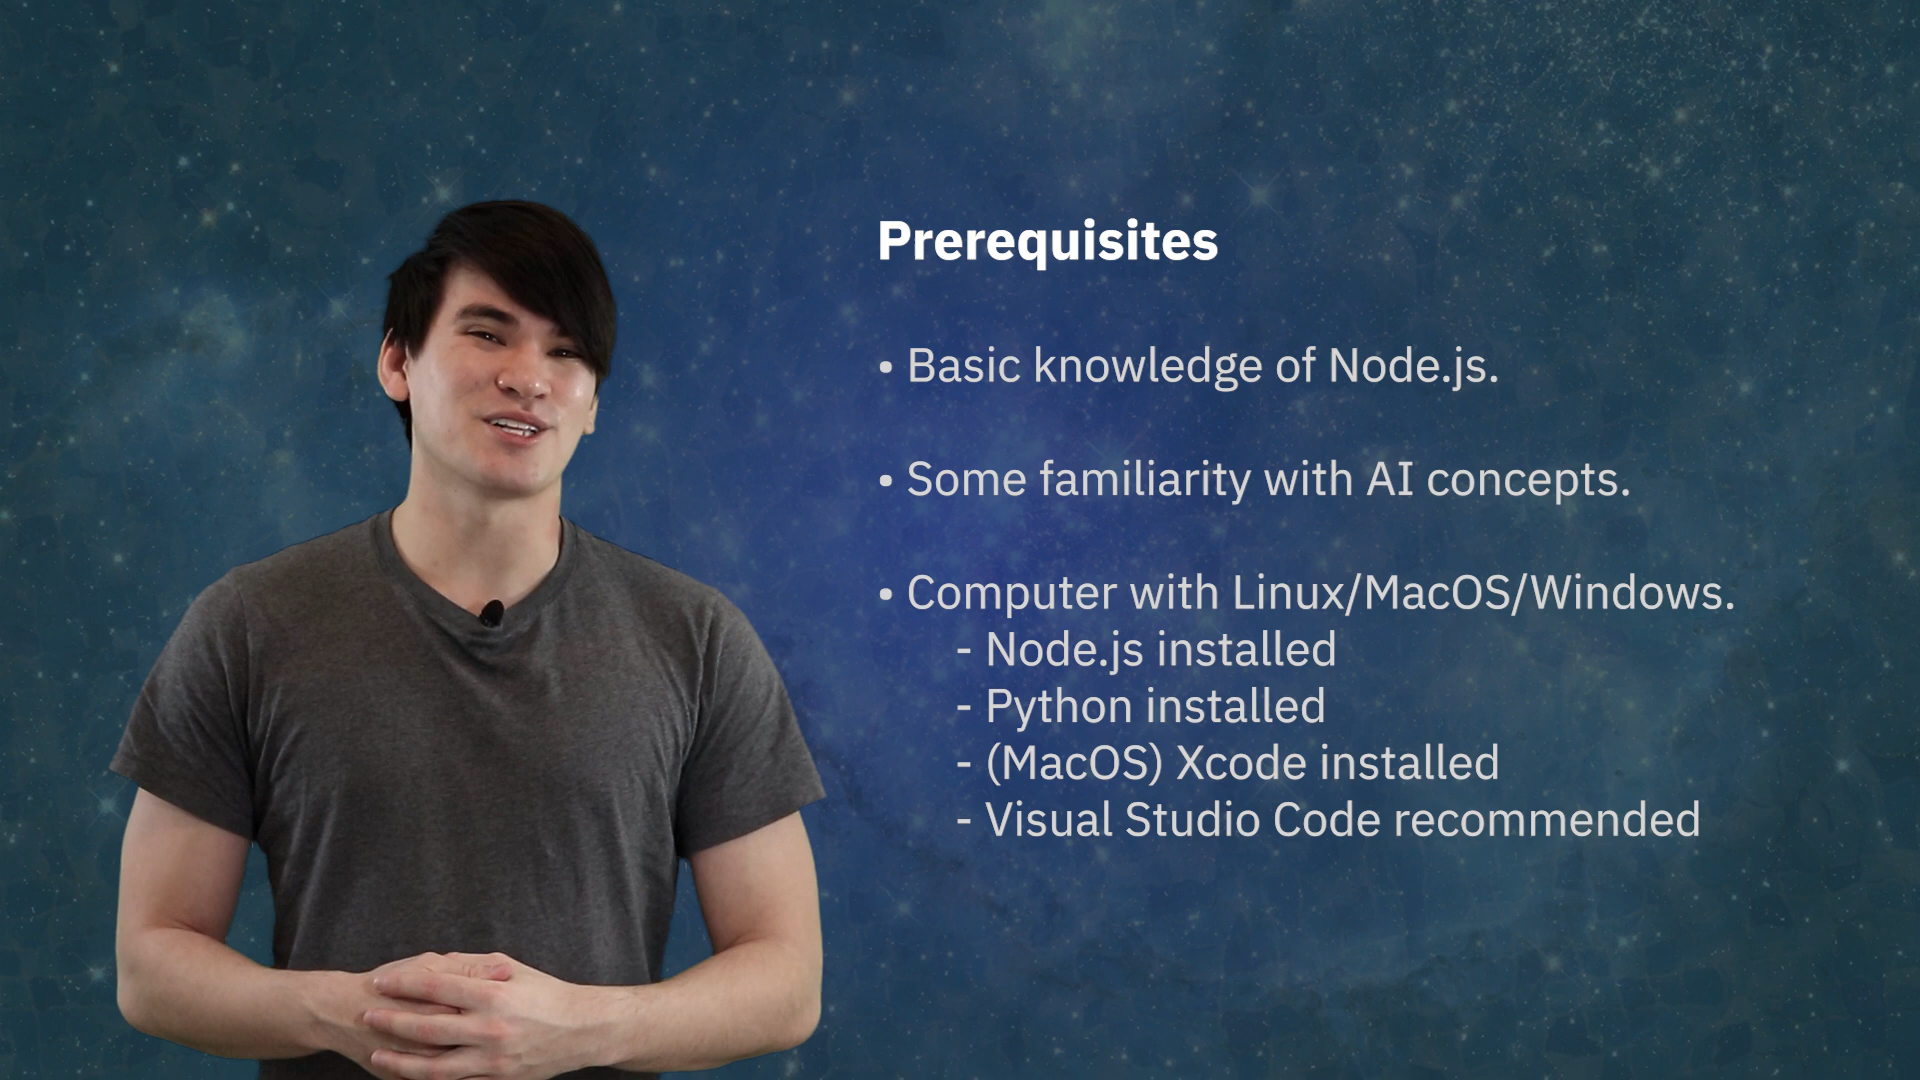 Prerequisites
• Basic knowledge of Node.js.
• Some familiarity with AI concepts.
• Computer with Linux/MacOS/Windows.
- Node.js installed
- Python installed
- (MacOS) Xcode installed
- Visual Studio Code recommended